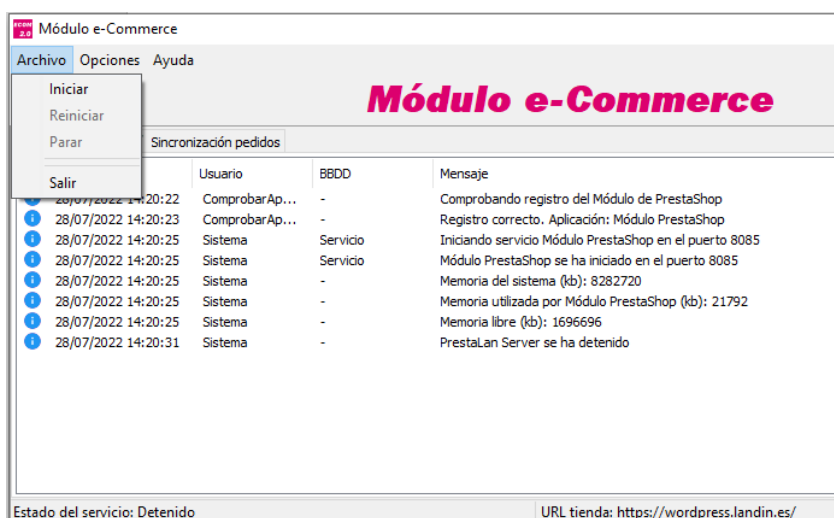 ECOM
2.0
Módulo e-Commerce
Archivo Opciones Ayuda
Iniciar
Reiniciar
Parar
Salir
Módulo e-Commerce
Sincronización pedidos
Usuario BBDD Mensaje
28/07/2022 14:20:22 ComprobarAp... - Comprobando registro del Módulo de PrestaShop
28/07/2022 14:20:23 ComprobarAp... - Registro correcto. Aplicación: Módulo PrestaShop
28/07/2022 14:20:25 Sistema Servicio Iniciando servicio Módulo PrestaShop en el puerto 8085
28/07/2022 14:20:25 Sistema Servicio Módulo PrestaShop se ha iniciado en el puerto 8085
28/07/2022 14:20:25 Sistema - Memoria del sistema (kb): 8282720
28/07/2022 14:20:25 Sistema - Memoria utilizada por Módulo PrestaShop (kb): 21792
28/07/2022 14:20:25 Sistema - Memoria libre (kb): 1696696
28/07/2022 14:20:31 Sistema - PrestaLan Server se ha detenido
Estado del servicio: Detenido URL tienda: https://wordpress.landin.es/